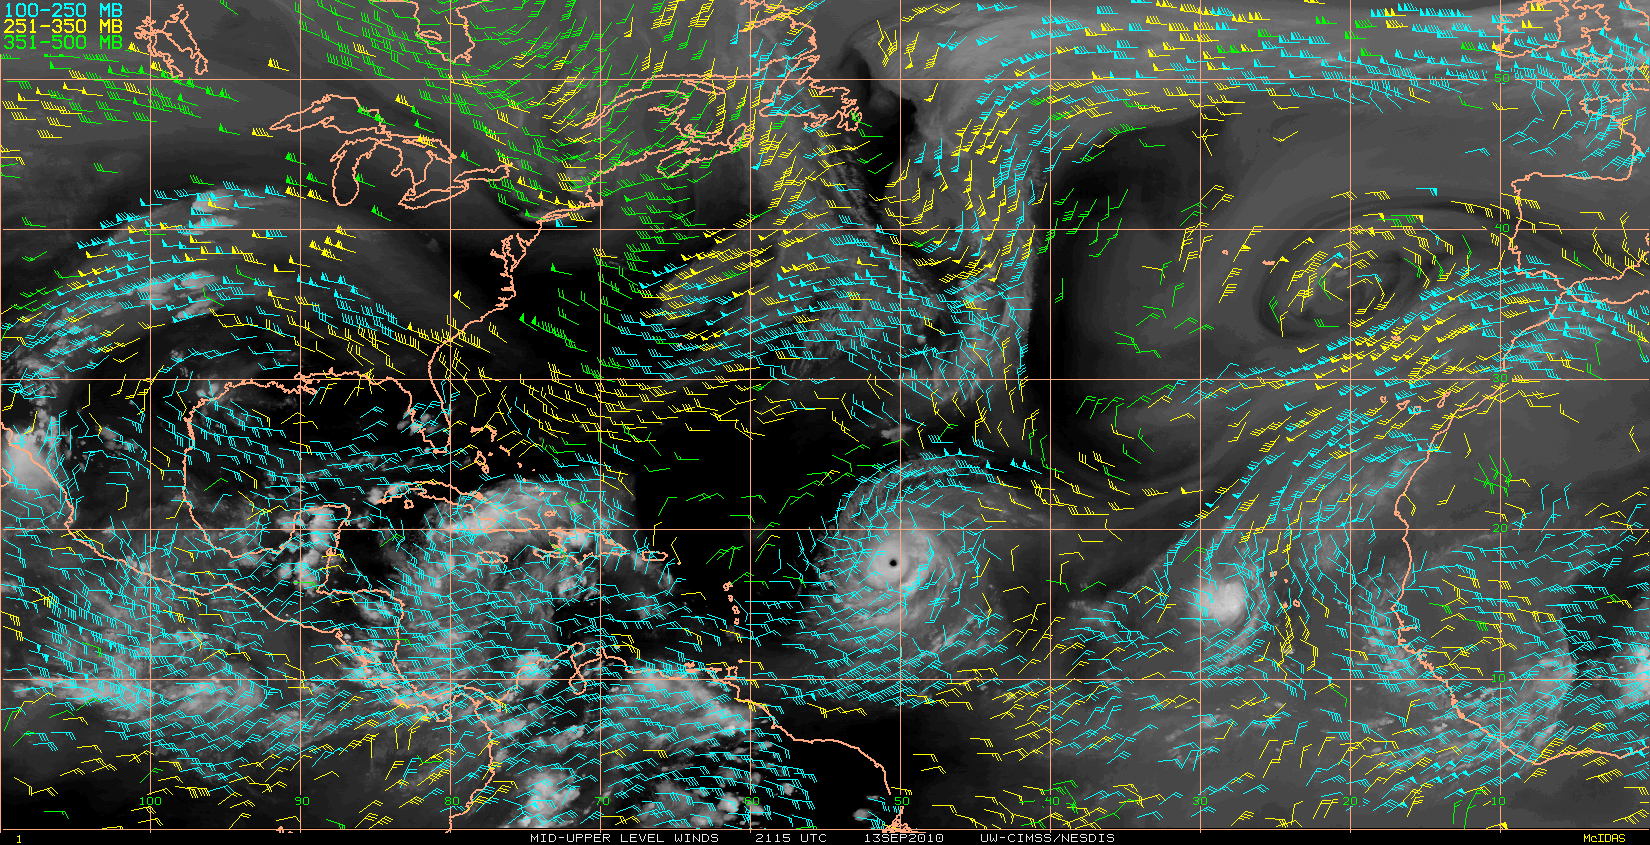 100-250 MB
251-350 MB
351-500 MB
50
40
30
20
10
100 90 80 70 60 50 40 30 20 10
1 MID-UPPER LEVEL WINDS 2115 UTC 13SEP2010 UW-CIMSS/NESDIS McIDAS